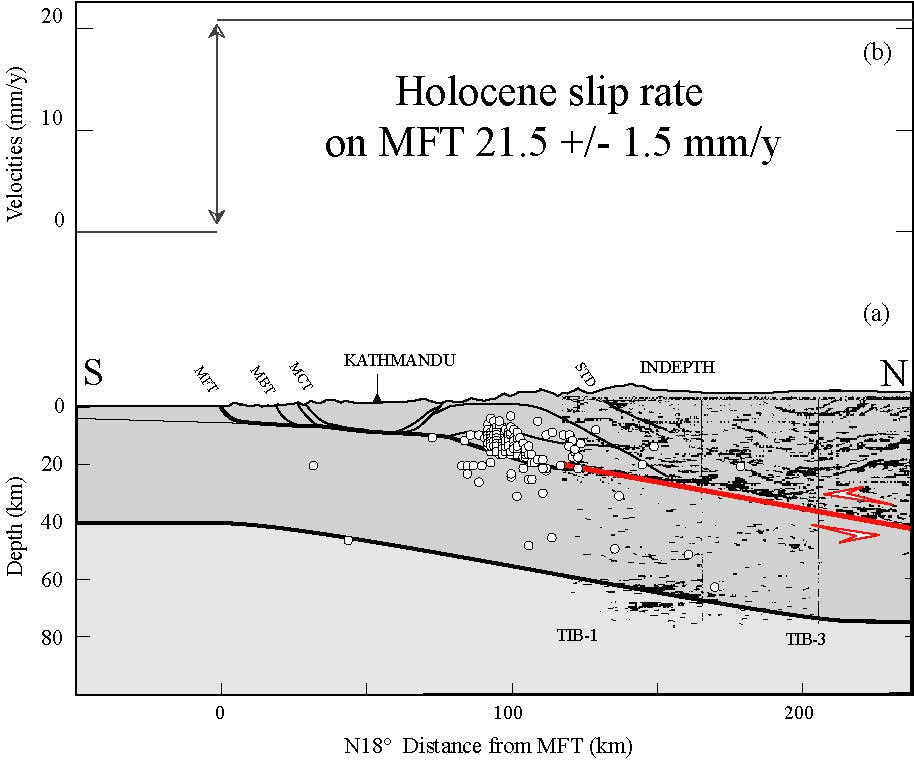 20
(b)
Holocene slip rate
10
on MFT 21.5 +/- 1.5 mm/y
Velocities (mm/y)
0
(a)
S
MFT
MBT
MCT
KATHMANDU
STD
INDEPTH
N
0
20
40
60
80
Depth (km)
TIB-1
TIB-3
0
100
200
N18° Distance from MFT (km)